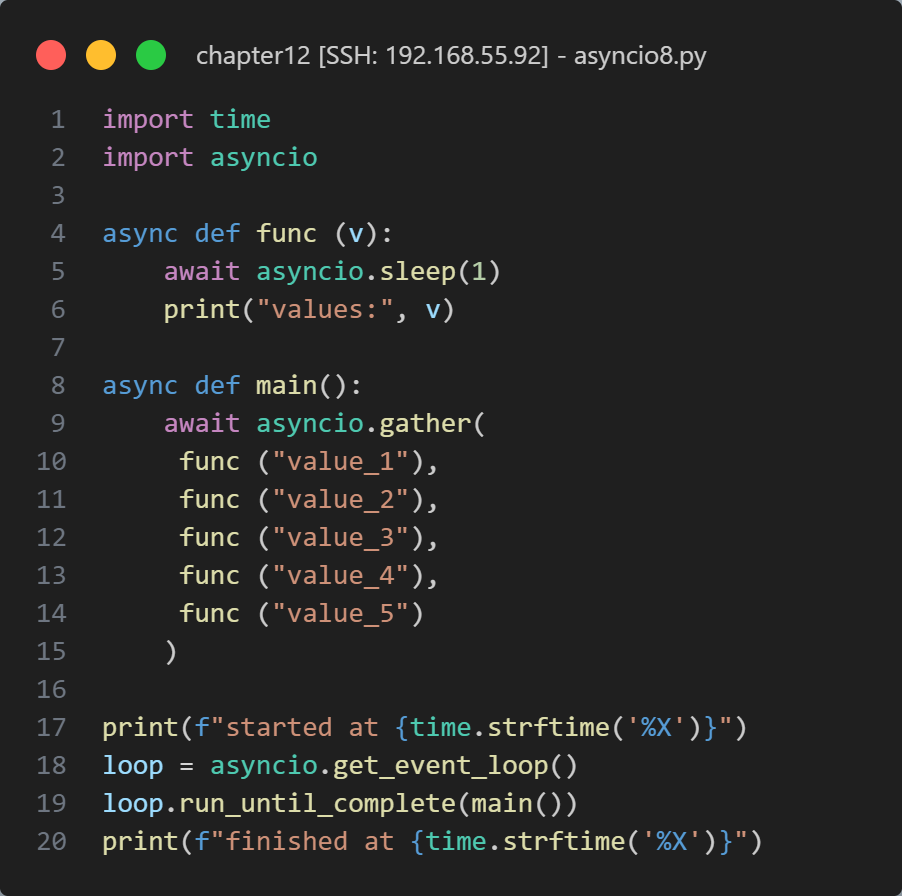 chapter12 [SSH: 192.168.55.92] - asyncio8.py
1 import time
2 import asyncio
3
4 async def func (v):
5     await asyncio.sleep(1)
6     print("values:", v)
7
8 async def main():
9     await asyncio.gather(
10      func ("value_1"),
11      func ("value_2"),
12      func ("value_3"),
13      func ("value_4"),
14      func ("value_5")
15     )
16
17 print(f"started at {time.strftime('%X')}")
18 loop = asyncio.get_event_loop()
19 loop.run_until_complete(main())
20 print(f"finished at {time.strftime('%X')}")